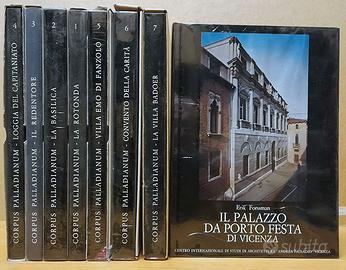 4
CORPUS PALLADIANUM - LOGGIA DEL CAPITANIATO
3
CORPUS PALLADIANUM - IL REDENTORE
2
CORPUS PALLADIANUM - LA BASILICA
1
CORPUS PALLADIANUM - LA ROTONDA
5
CORPUS PALLADIANUM - VILLA EMO DI FANZOLO
6
CORPUS PALLADIANUM - CONVENTO DELLA CARITÀ
7
CORPUS PALLADIANUM - LA VILLA BADOER
Erik Forssman
IL PALAZZO
DA PORTO FESTA
DI VICENZA
CENTRO INTERNAZIONALE DI STUDI DI ARCHITETTURA "ANDREA PALLADIO" VICENZA
subito